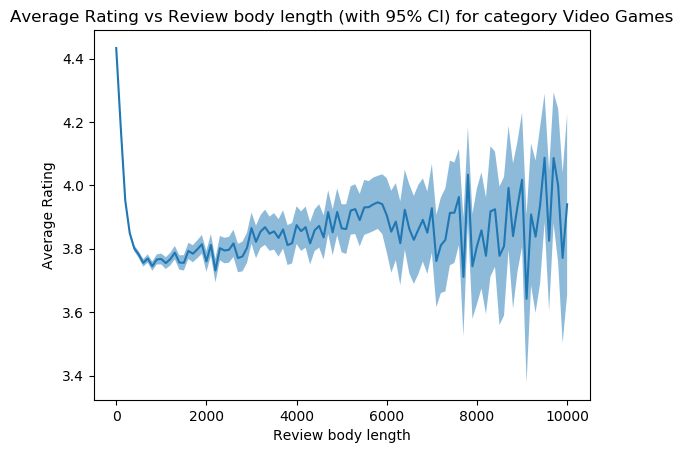 Average Rating vs Review body length (with 95% CI) for category Video Games
Average Rating
4.4
4.2
4.0
3.8
3.6
3.4
0 2000 4000 6000 8000 10000
Review body length